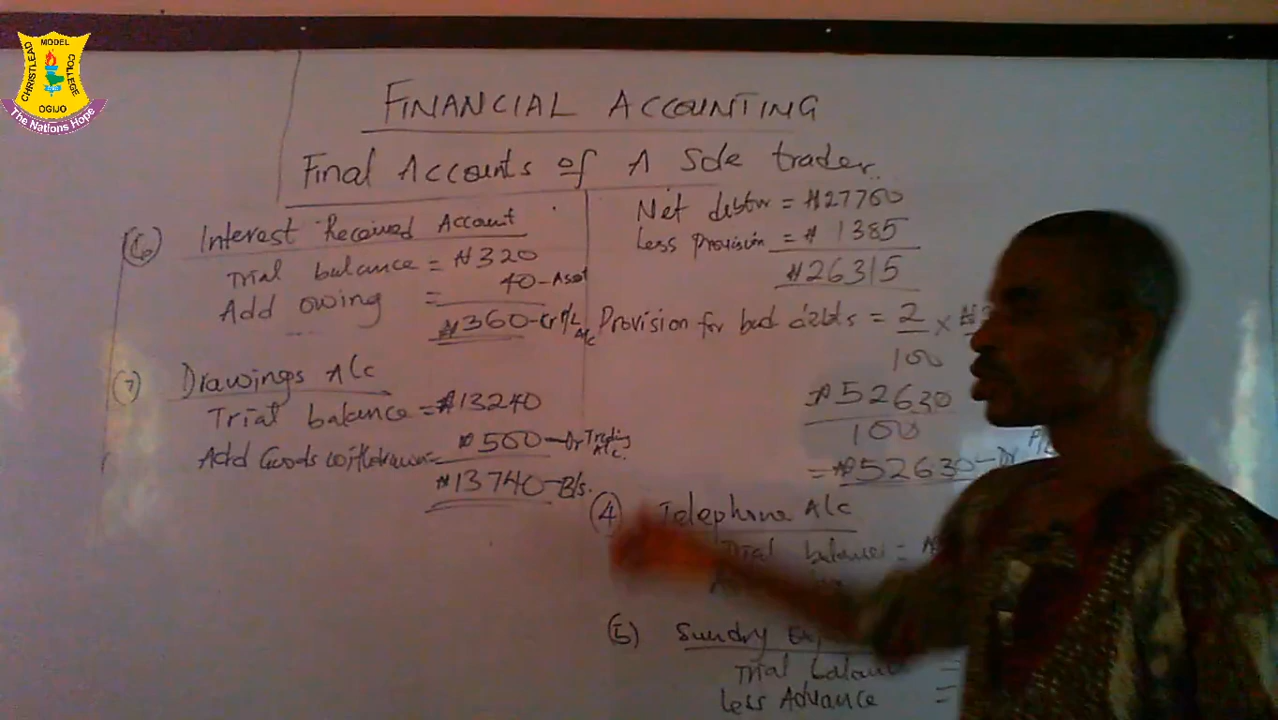 MODEL
CHRISTLEAD
COLLEGE
OGIJO
The Nations Hope
FINANCIAL ACCOUNTING
Final Accounts of A Sole trader.
(6) Interest Received Account
Trial balance = ₦320
40 - Asset
Add owing =
₦360 - Cr P/L A/c
(7) Drawings A/c
Trial balance = ₦13240
Add Goods withdrawn = ₦500 - Dr Trading A/c.
₦13740 - B/s.
Net debtor = ₦27760
Less Provision = ₦1385
₦26315
Provision for bad debts = 2/100 × ₦
₦52630
100
= ₦52630 - Dr P/L
(4) Telephone A/c
Trial balance = ₦
(5) Sundry
Trial balance =
Less Advance =